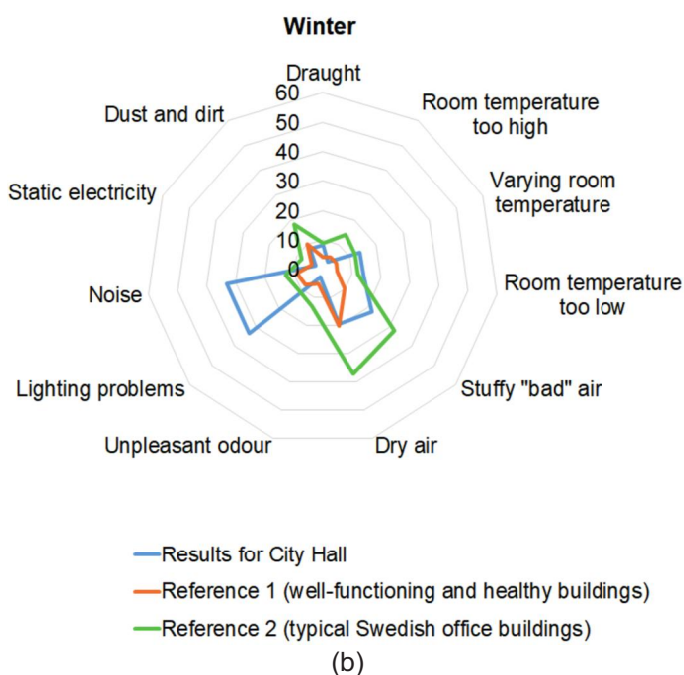 Winter
Draught
Room temperature
too high
Varying room
temperature
Room temperature
too low
Stuffy "bad" air
Dry air
Unpleasant odour
Lighting problems
Noise
Static electricity
Dust and dirt
60
50
40
30
20
10
0
Results for City Hall
Reference 1 (well-functioning and healthy buildings)
Reference 2 (typical Swedish office buildings)
(b)